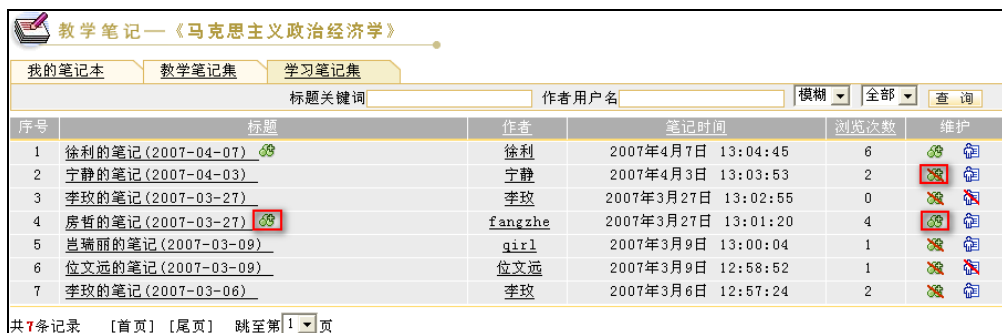 教学笔记—《马克思主义政治经济学》
我的笔记本 教学笔记集 学习笔记集
标题关键词 作者用户名 模糊 全部 查 询
序号 标题 作者 笔记时间 浏览次数 维护
1 徐利的笔记(2007-04-07) 徐利 2007年4月7日 13:04:45 6
2 宁静的笔记(2007-04-03) 宁静 2007年4月3日 13:03:53 2
3 李玫的笔记(2007-03-27) 李玫 2007年3月27日 13:02:55 0
4 房哲的笔记(2007-03-27) fangzhe 2007年3月27日 13:01:20 4
5 岂瑞丽的笔记(2007-03-09) qirl 2007年3月9日 13:00:04 1
6 位文远的笔记(2007-03-09) 位文远 2007年3月9日 12:58:52 1
7 李玫的笔记(2007-03-06) 李玫 2007年3月6日 12:57:24 2
共7条记录 [首页] [尾页] 跳至第 1 页